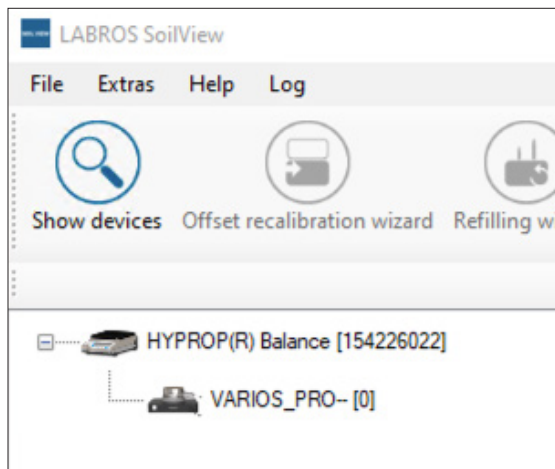 LABROS SoilView
File Extras Help Log
Show devices Offset recalibration wizard Refilling
HYPROP(R) Balance [154226022]
VARIOS_PRO-- [0]